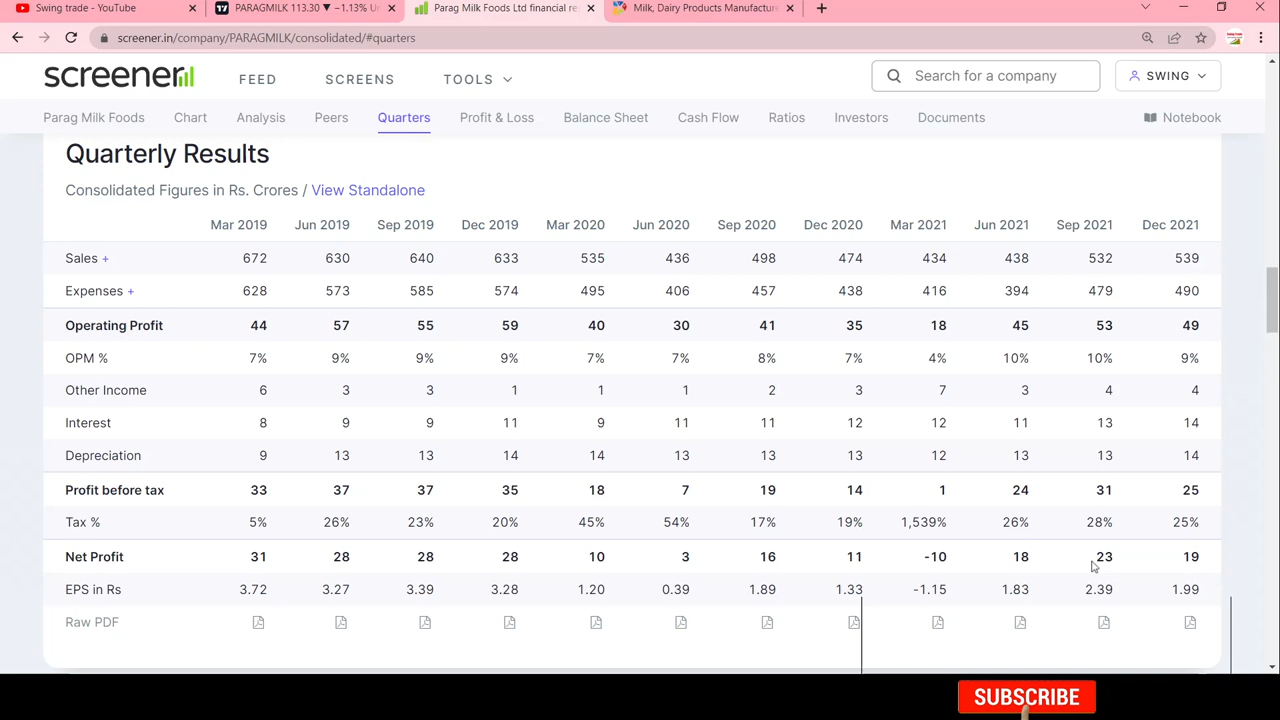 Swing trade - YouTube
PARAGMILK 113.30 ▼ −1.13% U
Parag Milk Foods Ltd financial re
Milk, Dairy Products Manufacture
screener.in/company/PARAGMILK/consolidated/#quarters
screener
FEED
SCREENS
TOOLS
Search for a company
SWING
Parag Milk Foods
Chart
Analysis
Peers
Quarters
Profit & Loss
Balance Sheet
Cash Flow
Ratios
Investors
Documents
Notebook
Quarterly Results
Consolidated Figures in Rs. Crores / View Standalone
Mar 2019 Jun 2019 Sep 2019 Dec 2019 Mar 2020 Jun 2020 Sep 2020 Dec 2020 Mar 2021 Jun 2021 Sep 2021 Dec 2021
Sales + 672 630 640 633 535 436 498 474 434 438 532 539
Expenses + 628 573 585 574 495 406 457 438 416 394 479 490
Operating Profit 44 57 55 59 40 30 41 35 18 45 53 49
OPM % 7% 9% 9% 9% 7% 7% 8% 7% 4% 10% 10% 9%
Other Income 6 3 3 1 1 1 2 3 7 3 4 4
Interest 8 9 9 11 9 11 11 12 12 11 13 14
Depreciation 9 13 13 14 14 13 13 13 12 13 13 14
Profit before tax 33 37 37 35 18 7 19 14 1 24 31 25
Tax % 5% 26% 23% 20% 45% 54% 17% 19% 1,539% 26% 28% 25%
Net Profit 31 28 28 28 10 3 16 11 -10 18 23 19
EPS in Rs 3.72 3.27 3.39 3.28 1.20 0.39 1.89 1.33 -1.15 1.83 2.39 1.99
Raw PDF
SUBSCRIBE